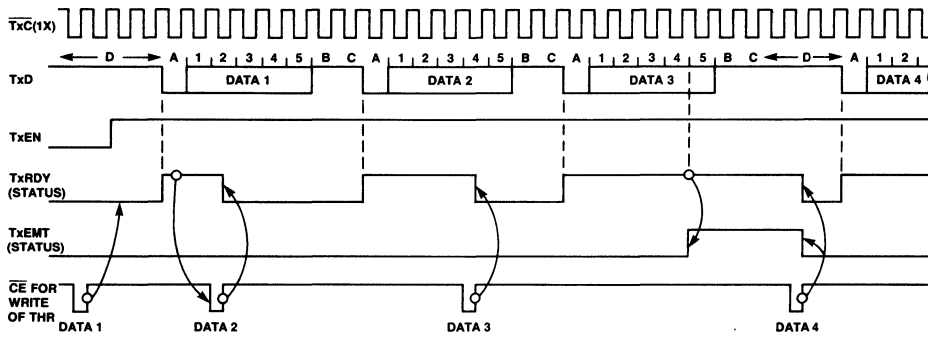 TxC(1X)
D A 1 2 3 4 5 B C A 1 2 3 4 5 B C A 1 2 3 4 5 B C D A 1 2
TxD DATA 1 DATA 2 DATA 3 DATA 4
TxEN
TxRDY
(STATUS)
TxEMT
(STATUS)
CE FOR
WRITE
OF THR
DATA 1 DATA 2 DATA 3 DATA 4